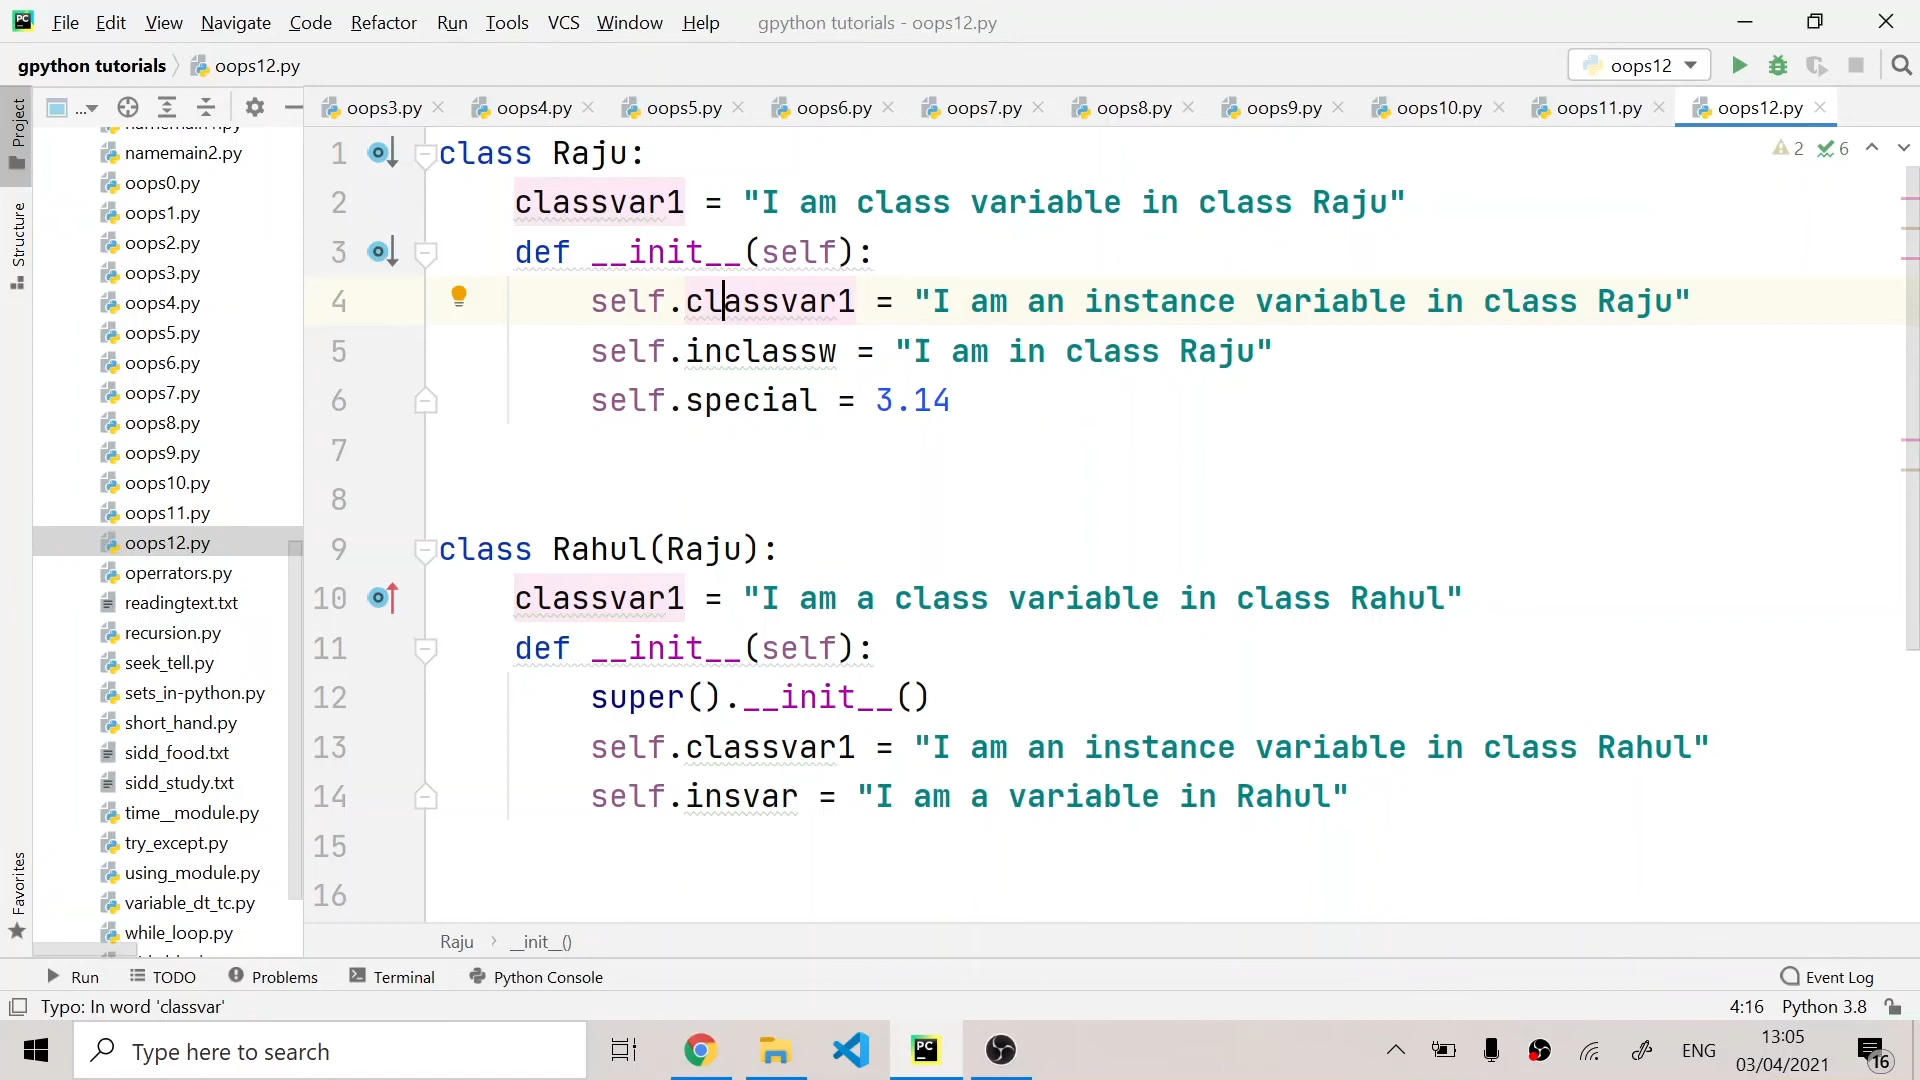 File Edit View Navigate Code Refactor Run Tools VCS Window Help gpython tutorials - oops12.py
gpython tutorials oops12.py oops12
... oops3.py oops4.py oops5.py oops6.py oops7.py oops8.py oops9.py oops10.py oops11.py oops12.py
Project
Structure
Favorites
namemain2.py
oops0.py
oops1.py
oops2.py
oops3.py
oops4.py
oops5.py
oops6.py
oops7.py
oops8.py
oops9.py
oops10.py
oops11.py
oops12.py
operrators.py
readingtext.txt
recursion.py
seek_tell.py
sets_in-python.py
short_hand.py
sidd_food.txt
sidd_study.txt
time__module.py
try_except.py
using_module.py
variable_dt_tc.py
while_loop.py
2 6
1 class Raju:
2 classvar1 = "I am class variable in class Raju"
3 def __init__(self):
4 self.classvar1 = "I am an instance variable in class Raju"
5 self.inclassw = "I am in class Raju"
6 self.special = 3.14
7
8
9 class Rahul(Raju):
10 classvar1 = "I am a class variable in class Rahul"
11 def __init__(self):
12 super().__init__()
13 self.classvar1 = "I am an instance variable in class Rahul"
14 self.insvar = "I am a variable in Rahul"
15
16
Raju __init__()
Run TODO Problems Terminal Python Console Event Log
Typo: In word 'classvar' 4:16 Python 3.8
Type here to search PC ENG 13:05
03/04/2021 16